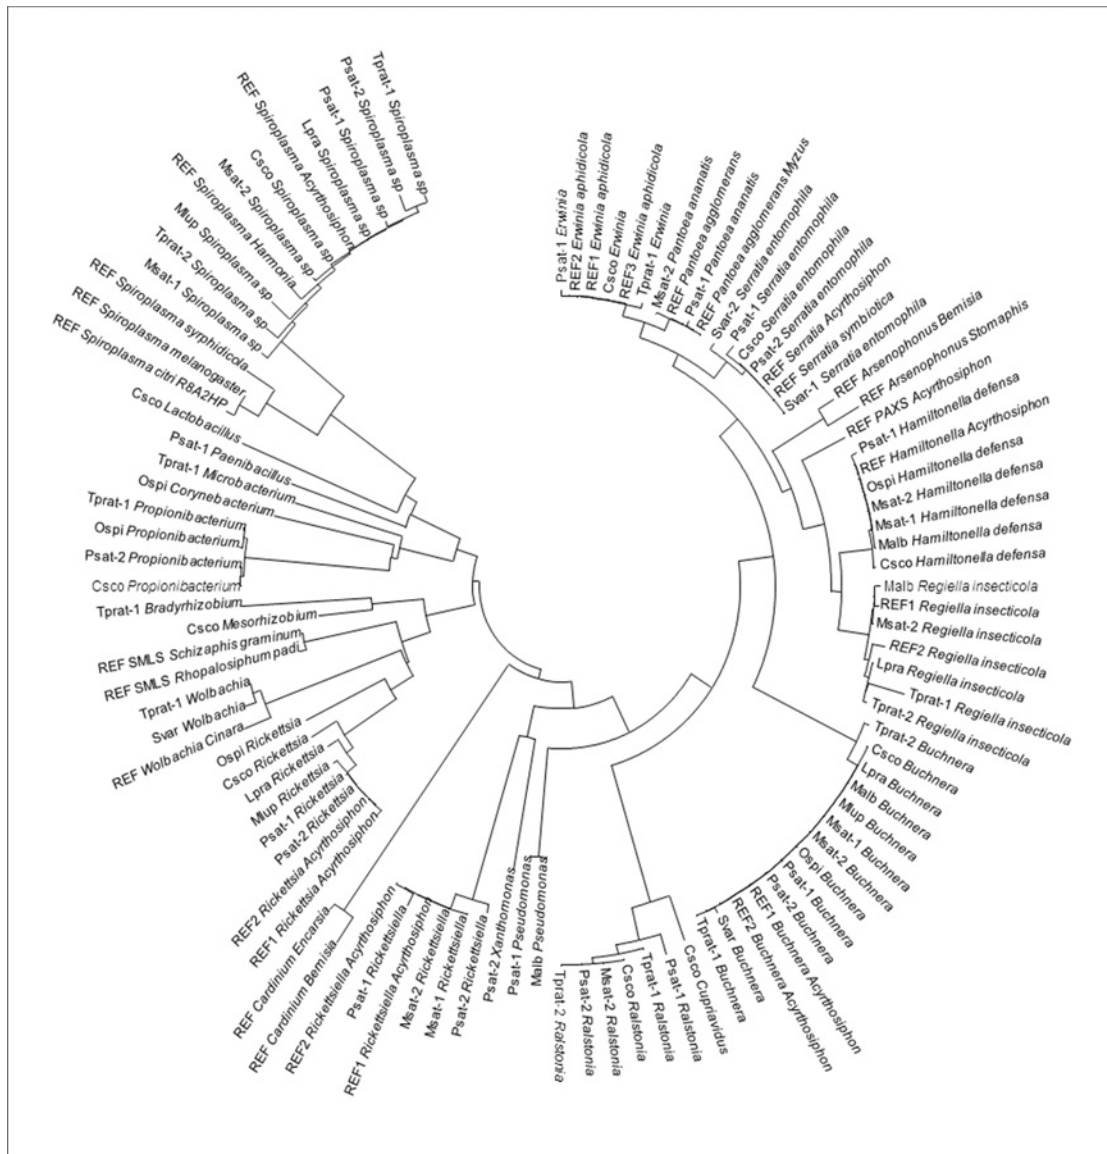 Psat-1 Erwinia
REF2 Erwinia aphidicola
REF1 Erwinia aphidicola
Csco Erwinia
REF3 Erwinia aphidicola
Tprat-1 Erwinia
Msat-2 Pantoea ananatis
REF Pantoea agglomerans
Psat-1 Pantoea ananatis
REF Pantoea agglomerans Myzus
Svar-2 Serratia entomophila
Psat-1 Serratia entomophila
Csco Serratia entomophila
Psat-2 Serratia entomophila
REF Serratia Acyrthosiphon
REF Serratia symbiotica
Svar-1 Serratia entomophila
REF Arsenophonus Bemisia
REF Arsenophonus Stomaphis
REF PAXS Acyrthosiphon
Psat-1 Hamiltonella defensa
REF Hamiltonella Acyrthosiphon
Ospi Hamiltonella defensa
Msat-2 Hamiltonella defensa
Msat-1 Hamiltonella defensa
Malb Hamiltonella defensa
Csco Hamiltonella defensa
Malb Regiella insecticola
REF1 Regiella insecticola
Msat-2 Regiella insecticola
REF2 Regiella insecticola
Lpra Regiella insecticola
Tprat-1 Regiella insecticola
Tprat-2 Regiella insecticola
Tprat-2 Buchnera
Csco Buchnera
Lpra Buchnera
Malb Buchnera
Mlup Buchnera
Msat-1 Buchnera
Msat-2 Buchnera
Ospi Buchnera
Psat-1 Buchnera
Psat-2 Buchnera
REF1 Buchnera Acyrthosiphon
REF2 Buchnera Acyrthosiphon
Svar Buchnera
Tprat-1 Buchnera
Csco Cupriavidus
Psat-1 Ralstonia
Tprat-1 Ralstonia
Csco Ralstonia
Msat-2 Ralstonia
Psat-2 Ralstonia
Tprat-2 Ralstonia
Malb Pseudomonas
Psat-1 Pseudomonas
Psat-2 Xanthomonas
Psat-2 Rickettsiella
Msat-1 Rickettsiella
Msat-2 Rickettsiella
REF1 Rickettsiella Acyrthosiphon
Psat-1 Rickettsiella
REF2 Rickettsiella Acyrthosiphon
REF Cardinium Bemisia
REF Cardinium Encarsia
REF1 Rickettsia Acyrthosiphon
REF2 Rickettsia Acyrthosiphon
Psat-2 Rickettsia
Psat-1 Rickettsia
Mlup Rickettsia
Lpra Rickettsia
Csco Rickettsia
Ospi Rickettsia
REF Wolbachia Cinara
Svar Wolbachia
Tprat-1 Wolbachia
REF SMLS Rhopalosiphum padi
REF SMLS Schizaphis graminum
Csco Mesorhizobium
Tprat-1 Bradyrhizobium
Csco Propionibacterium
Psat-2 Propionibacterium
Ospi Propionibacterium
Tprat-1 Propionibacterium
Ospi Corynebacterium
Tprat-1 Microbacterium
Psat-1 Paenibacillus
Csco Lactobacillus
REF Spiroplasma citri R8A2HP
REF Spiroplasma melanogaster
REF Spiroplasma syrphidicola
Msat-1 Spiroplasma sp
Tprat-2 Spiroplasma sp
Mlup Spiroplasma sp
REF Spiroplasma Harmonia
Msat-2 Spiroplasma sp
Csco Spiroplasma sp
REF Spiroplasma Acyrthosiphon
Lpra Spiroplasma sp
Psat-1 Spiroplasma sp
Psat-2 Spiroplasma sp
Tprat-1 Spiroplasma sp